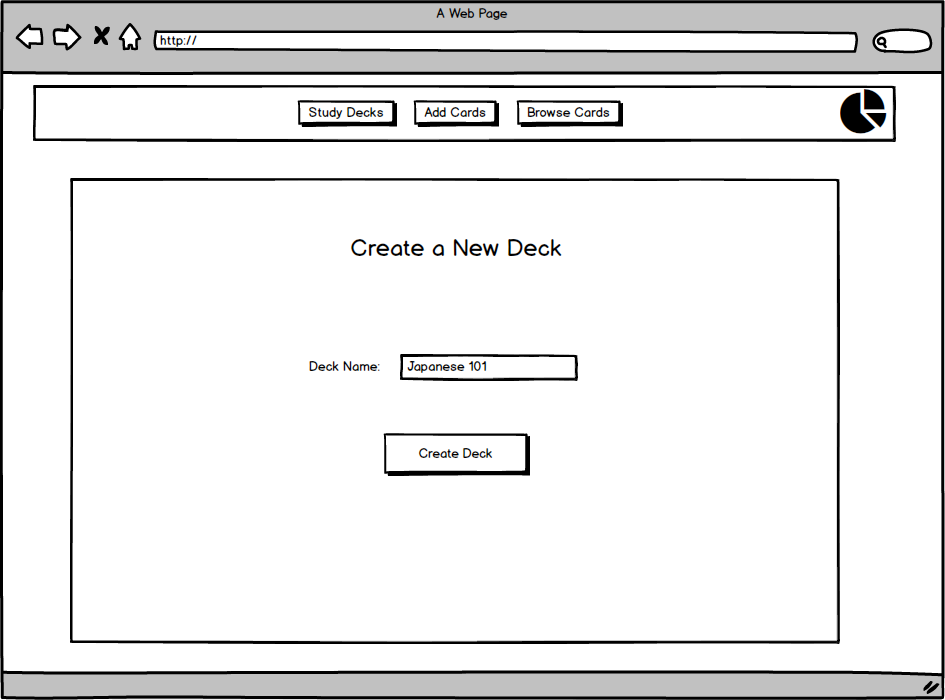 A Web Page
http://
Study Decks Add Cards Browse Cards
Create a New Deck
Deck Name: Japanese 101
Create Deck